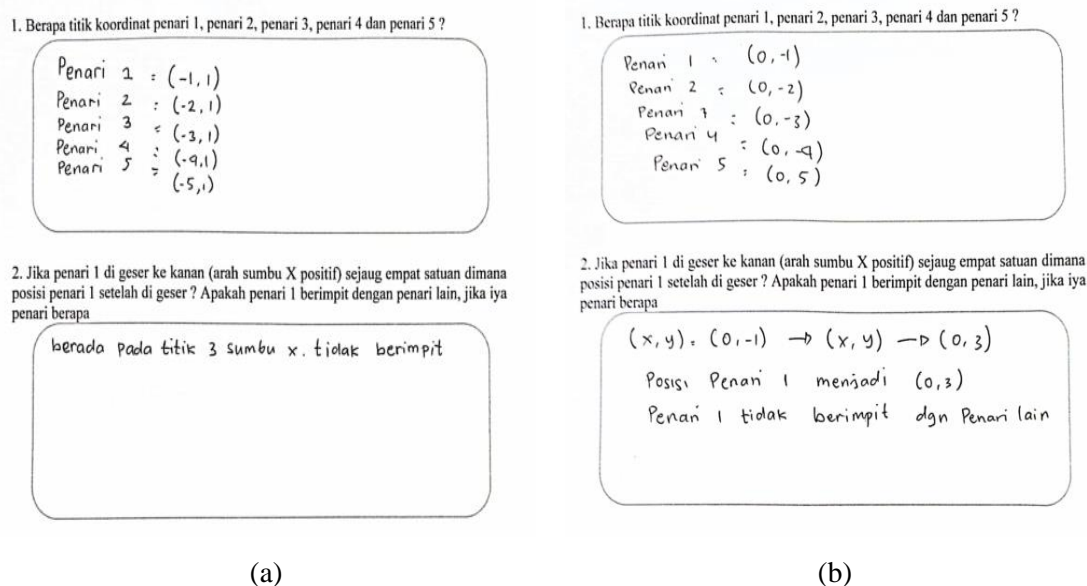 1. Berapa titik koordinat penari 1, penari 2, penari 3, penari 4 dan penari 5 ?
Penari 1 : (-1, 1)
Penari 2 : (-2, 1)
Penari 3 : (-3, 1)
Penari 4 : (-4,1)
Penari 5 : (-5,1)
2. Jika penari 1 di geser ke kanan (arah sumbu X positif) sejaug empat satuan dimana
posisi penari 1 setelah di geser ? Apakah penari 1 berimpit dengan penari lain, jika iya
penari berapa
berada pada titik 3 sumbu x. tidak berimpit
(a)
1. Berapa titik koordinat penari 1, penari 2, penari 3, penari 4 dan penari 5 ?
Penari 1 : (0, -1)
Penari 2 : (0, -2)
Penari 3 : (0, -3)
Penari 4 : (0, -4)
Penari 5 : (0, 5)
2. Jika penari 1 di geser ke kanan (arah sumbu X positif) sejaug empat satuan dimana
posisi penari 1 setelah di geser ? Apakah penari 1 berimpit dengan penari lain, jika iya
penari berapa
(x, y) = (0, -1) → (x, y) → (0, 3)
Posisi Penari 1 menjadi (0,3)
Penari 1 tidak berimpit dgn Penari lain
(b)